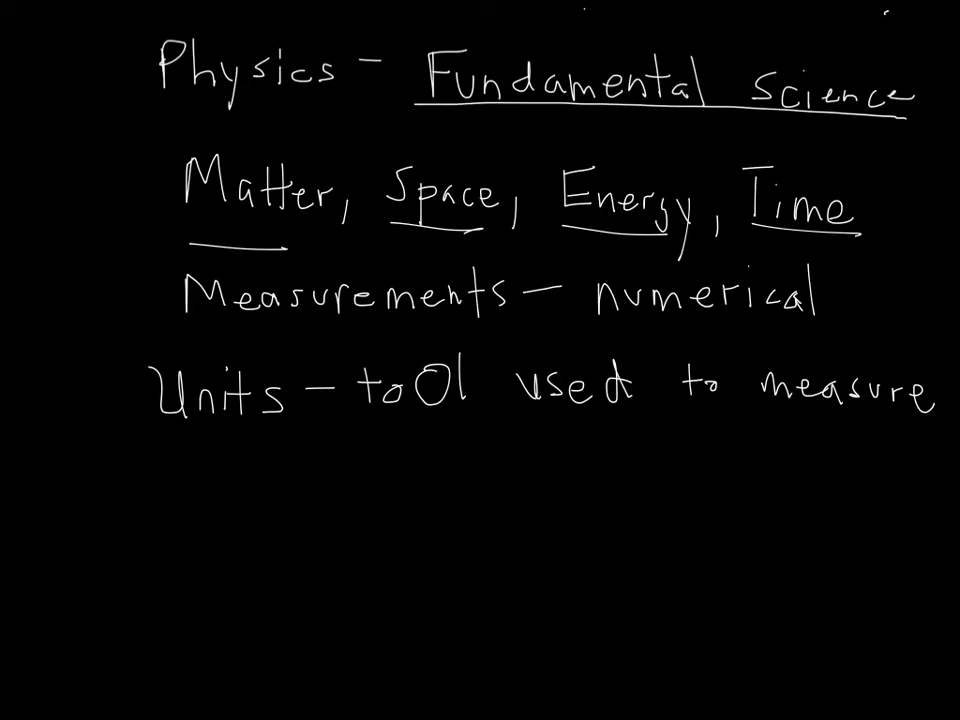 Physics – Fundamental science
Matter, Space, Energy, Time
Measurements – numerical
Units – toOl used to measure